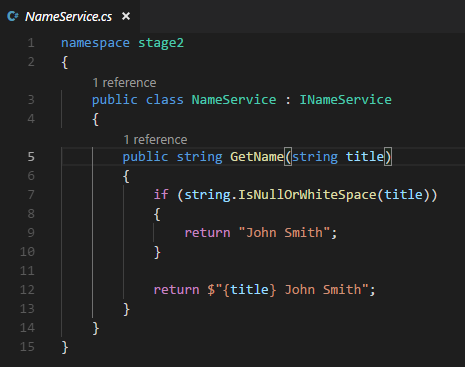 C# NameService.cs ×
1 namespace stage2
2 {
1 reference
3 public class NameService : INameService
4 {
1 reference
5 public string GetName(string title)
6 {
7 if (string.IsNullOrWhiteSpace(title))
8 {
9 return "John Smith";
10 }
11
12 return $"{title} John Smith";
13 }
14 }
15 }